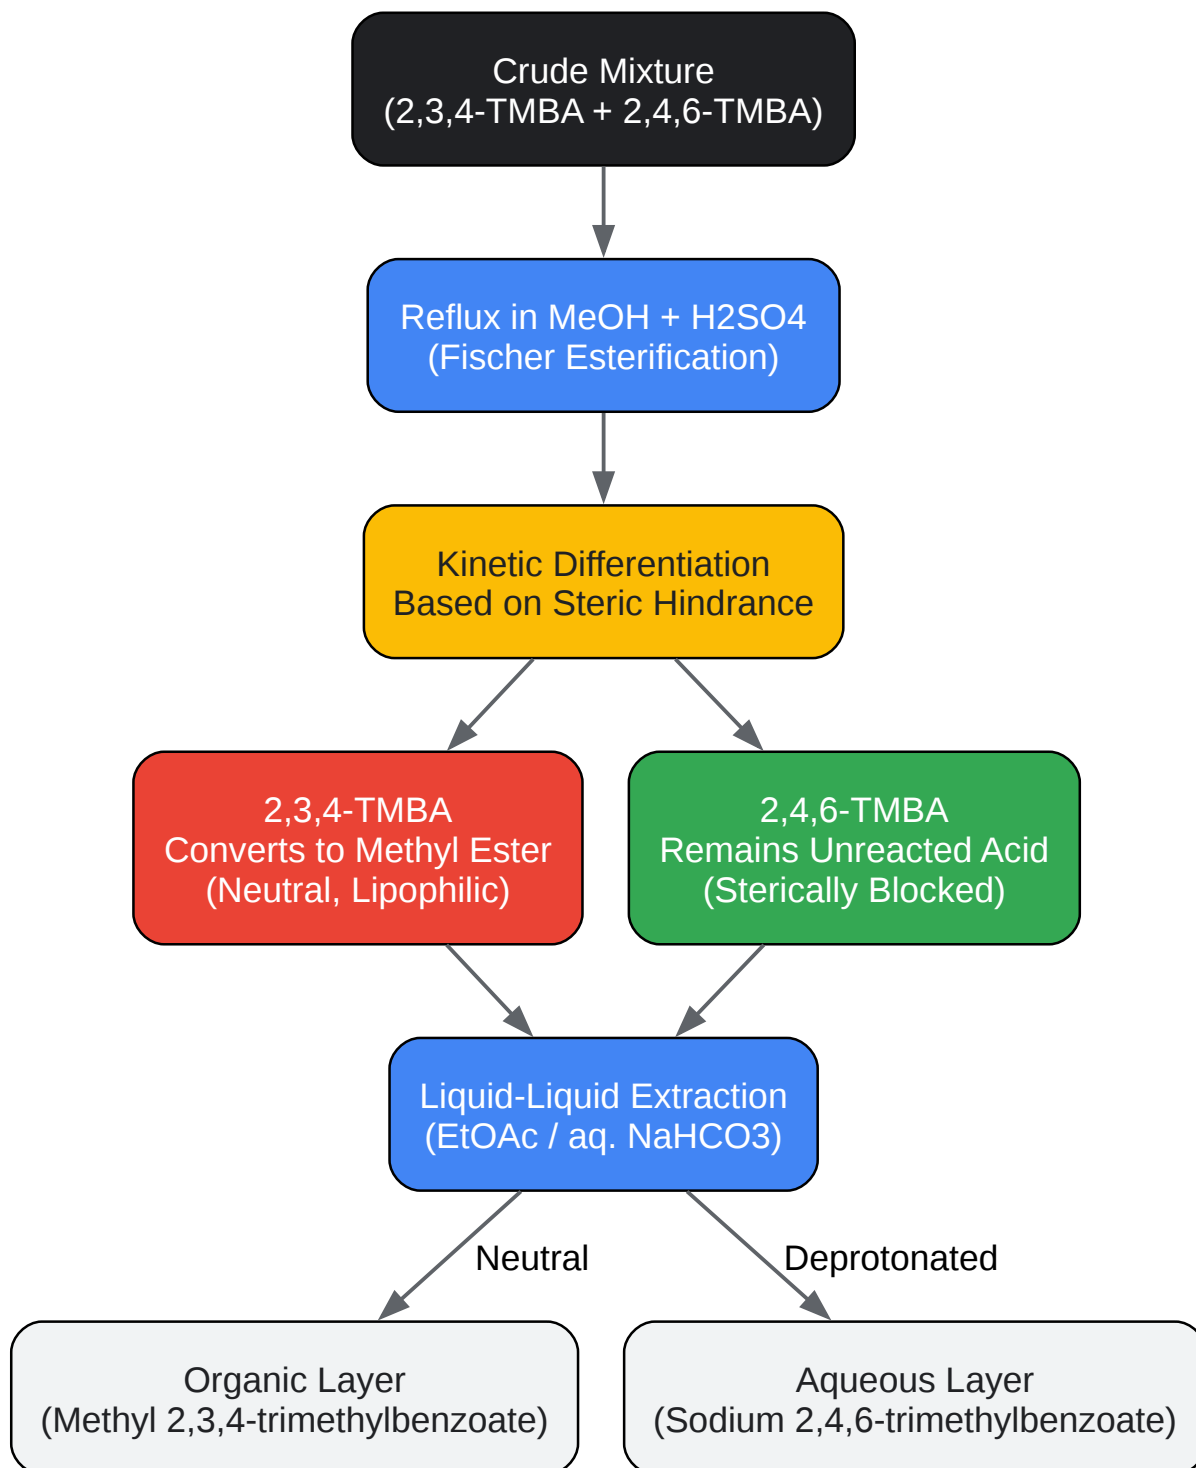 Crude Mixture
(2,3,4-TMBA + 2,4,6-TMBA)
Reflux in MeOH + H2SO4
(Fischer Esterification)
Kinetic Differentiation
Based on Steric Hindrance
2,3,4-TMBA
Converts to Methyl Ester
(Neutral, Lipophilic)
2,4,6-TMBA
Remains Unreacted Acid
(Sterically Blocked)
Liquid-Liquid Extraction
(EtOAc / aq. NaHCO3)
Neutral
Deprotonated
Organic Layer
(Methyl 2,3,4-trimethylbenzoate)
Aqueous Layer
(Sodium 2,4,6-trimethylbenzoate)